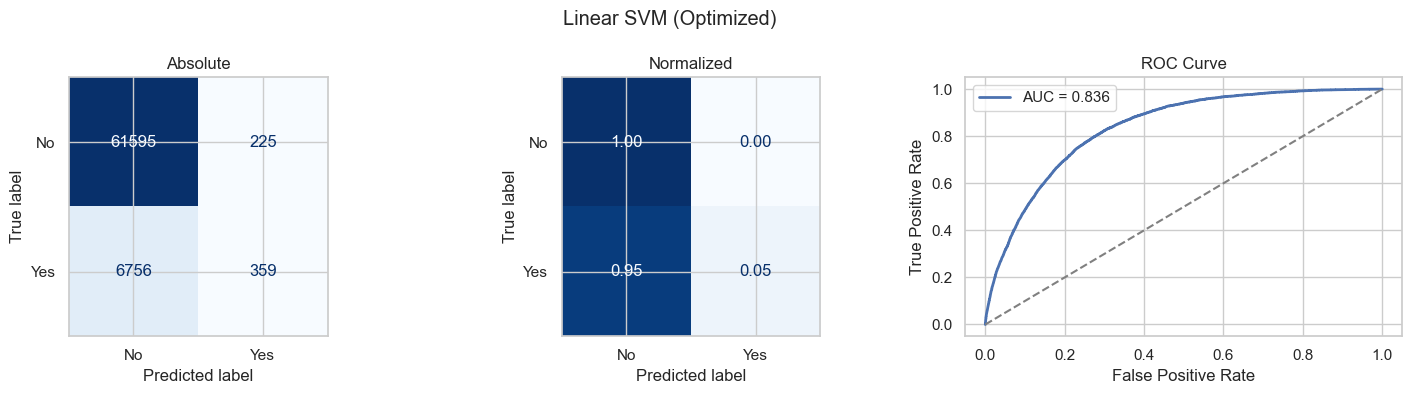 Linear SVM (Optimized)
Absolute
No
61595
225
True label
Yes
6756
359
No
Yes
Predicted label
Normalized
No
1.00
0.00
True label
Yes
0.95
0.05
No
Yes
Predicted label
ROC Curve
AUC = 0.836
1.0
0.8
0.6
0.4
0.2
0.0
True Positive Rate
0.0
0.2
0.4
0.6
0.8
1.0
False Positive Rate